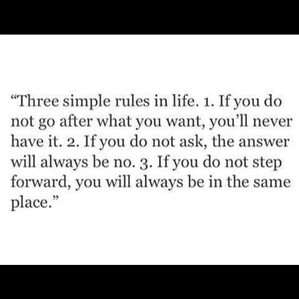 “Three simple rules in life. 1. If you do
not go after what you want, you’ll never
have it. 2. If you do not ask, the answer
will always be no. 3. If you do not step
forward, you will always be in the same
place.”